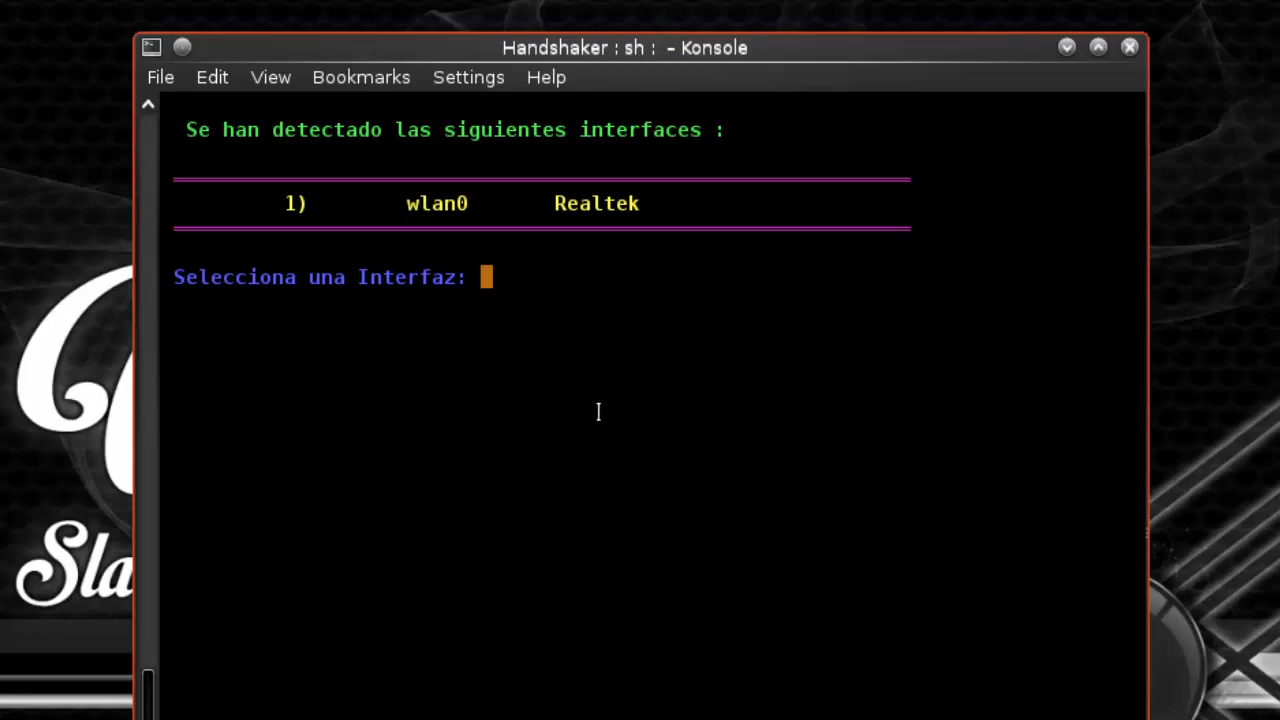 Handshaker : sh : – Konsole
File Edit View Bookmarks Settings Help
Se han detectado las siguientes interfaces :
1) wlan0 Realtek
Selecciona una Interfaz:
Sla